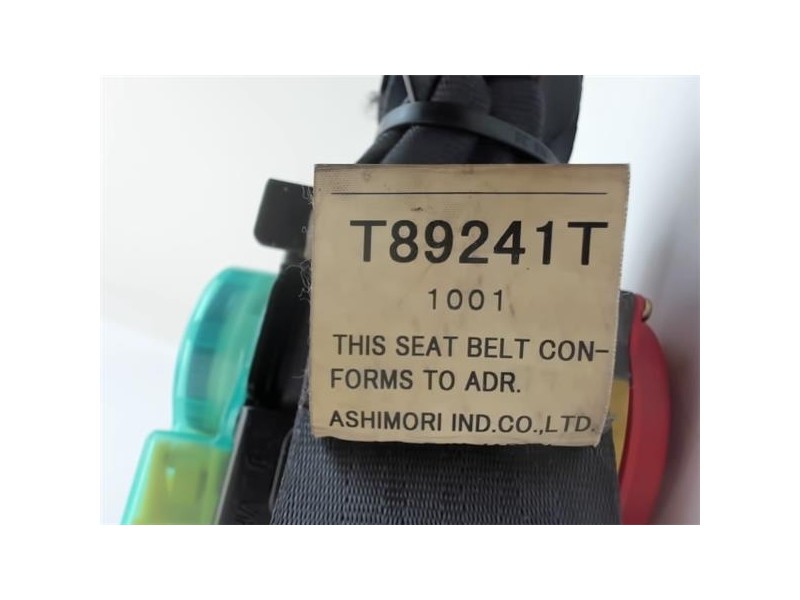 T89241T
1001
THIS SEAT BELT CON-
FORMS TO ADR.
ASHIMORI IND.CO.,LTD.